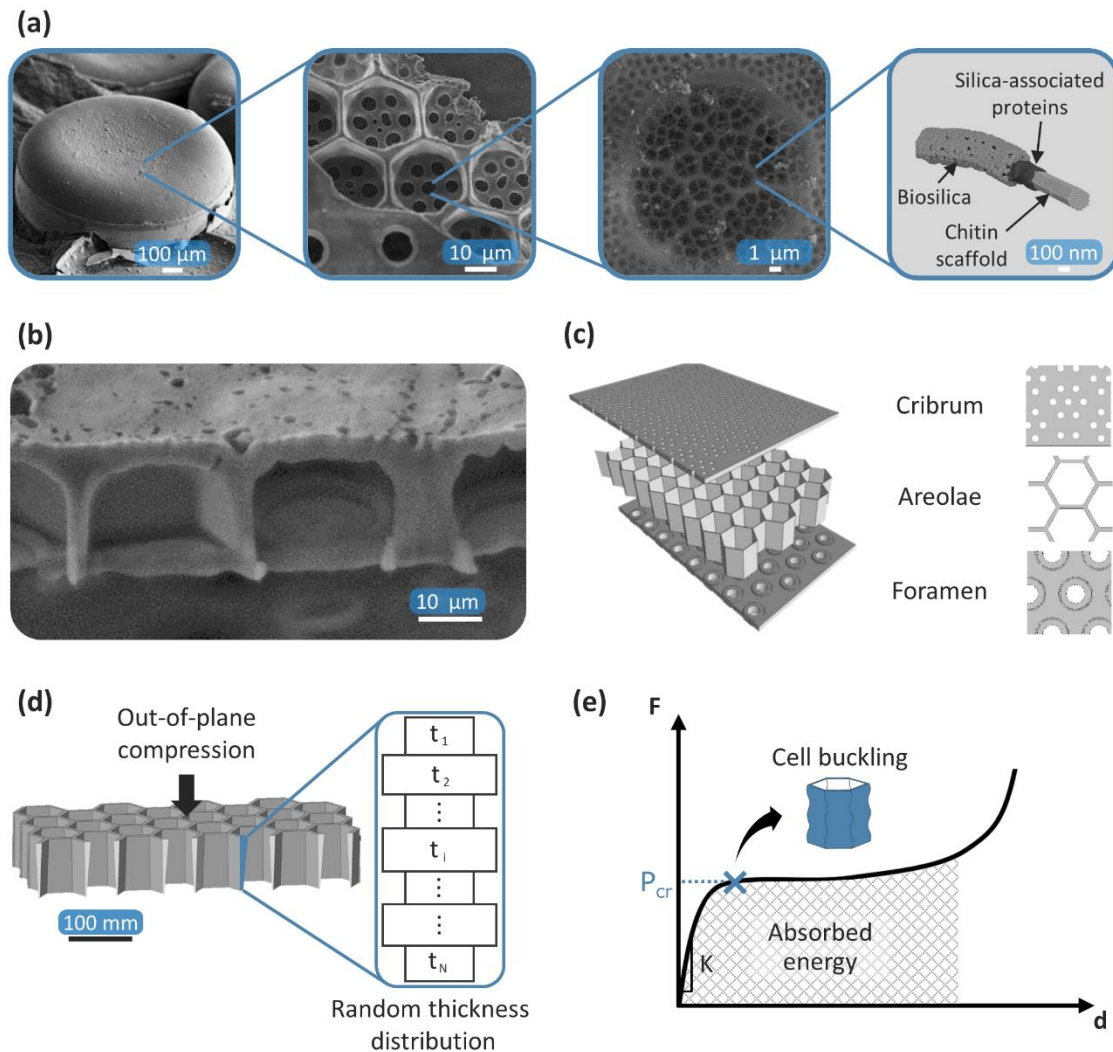 (a)
Silica-associated
proteins
Biosilica
Chitin
scaffold
100 µm
10 µm
1 µm
100 nm
(b)
10 µm
(c)
Cribrum
Areolae
Foramen
(d)
Out-of-plane
compression
100 mm
t1
t2
⋮
ti
⋮
⋮
tN
Random thickness
distribution
(e)
F
Cell buckling
Pcr
Absorbed
energy
K
d